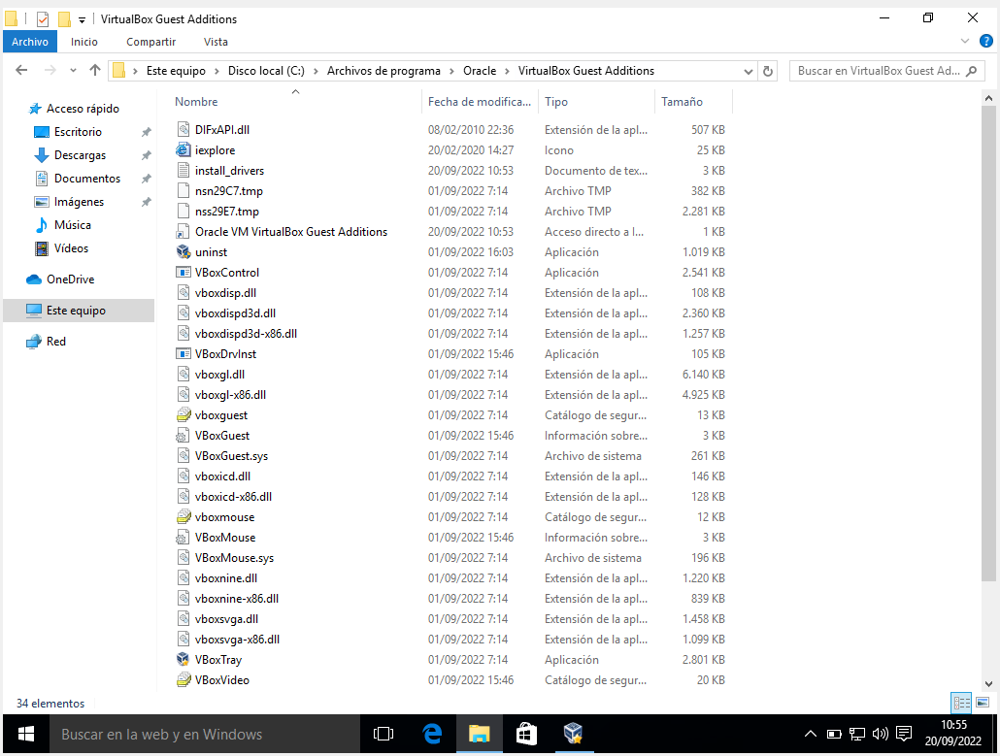 VirtualBox Guest Additions
Archivo Inicio Compartir Vista
Este equipo Disco local (C:) Archivos de programa Oracle VirtualBox Guest Additions Buscar en VirtualBox Guest Ad...
Nombre Fecha de modifica... Tipo Tamaño
Acceso rápido
Escritorio
Descargas
Documentos
Imágenes
Música
Vídeos
OneDrive
Este equipo
Red
DIFxAPI.dll 08/02/2010 22:36 Extensión de la apl... 507 KB
iexplore 20/02/2020 14:27 Icono 25 KB
install_drivers 20/09/2022 10:53 Documento de tex... 3 KB
nsn29C7.tmp 01/09/2022 7:14 Archivo TMP 382 KB
nss29E7.tmp 01/09/2022 7:14 Archivo TMP 2.281 KB
Oracle VM VirtualBox Guest Additions 20/09/2022 10:53 Acceso directo a I... 1 KB
uninst 01/09/2022 16:03 Aplicación 1.019 KB
VBoxControl 01/09/2022 7:14 Aplicación 2.541 KB
vboxdisp.dll 01/09/2022 7:14 Extensión de la apl... 108 KB
vboxdispd3d.dll 01/09/2022 7:14 Extensión de la apl... 2.360 KB
vboxdispd3d-x86.dll 01/09/2022 7:14 Extensión de la apl... 1.257 KB
VBoxDrvInst 01/09/2022 15:46 Aplicación 105 KB
vboxgl.dll 01/09/2022 7:14 Extensión de la apl... 6.140 KB
vboxgl-x86.dll 01/09/2022 7:14 Extensión de la apl... 4.925 KB
vboxguest 01/09/2022 7:14 Catálogo de segur... 13 KB
VBoxGuest 01/09/2022 15:46 Información sobre... 3 KB
VBoxGuest.sys 01/09/2022 7:14 Archivo de sistema 261 KB
vboxicd.dll 01/09/2022 7:14 Extensión de la apl... 146 KB
vboxicd-x86.dll 01/09/2022 7:14 Extensión de la apl... 128 KB
vboxmouse 01/09/2022 7:14 Catálogo de segur... 12 KB
VBoxMouse 01/09/2022 15:46 Información sobre... 3 KB
VBoxMouse.sys 01/09/2022 7:14 Archivo de sistema 196 KB
vboxnine.dll 01/09/2022 7:14 Extensión de la apl... 1.220 KB
vboxnine-x86.dll 01/09/2022 7:14 Extensión de la apl... 839 KB
vboxsvga.dll 01/09/2022 7:14 Extensión de la apl... 1.458 KB
vboxsvga-x86.dll 01/09/2022 7:14 Extensión de la apl... 1.099 KB
VBoxTray 01/09/2022 7:14 Aplicación 2.801 KB
VBoxVideo 01/09/2022 15:46 Catálogo de segur... 20 KB
34 elementos
Buscar en la web y en Windows
10:55
20/09/2022